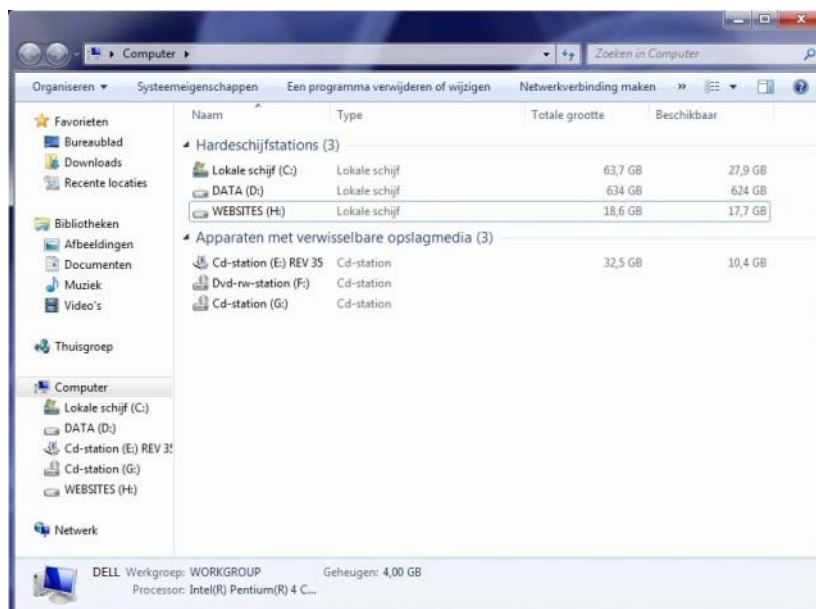 Computer
Zoeken in Computer
Organiseren Systeemeigenschappen Een programma verwijderen of wijzigen Netwerkverbinding maken »
Favorieten
Bureaublad
Downloads
Recente locaties
Bibliotheken
Afbeeldingen
Documenten
Muziek
Video's
Thuisgroep
Computer
Lokale schijf (C:)
DATA (D:)
Cd-station (E:) REV 35
Cd-station (G:)
WEBSITES (H:)
Netwerk
Naam Type Totale grootte Beschikbaar
Hardeschijfstations (3)
Lokale schijf (C:) Lokale schijf 63,7 GB 27,9 GB
DATA (D:) Lokale schijf 634 GB 624 GB
WEBSITES (H:) Lokale schijf 18,6 GB 17,7 GB
Apparaten met verwisselbare opslagmedia (3)
Cd-station (E:) REV 35 Cd-station 32,5 GB 10,4 GB
Dvd-rw-station (F:) Cd-station
Cd-station (G:) Cd-station
DELL Werkgroep: WORKGROUP Geheugen: 4,00 GB
Processor: Intel(R) Pentium(R) 4 C...